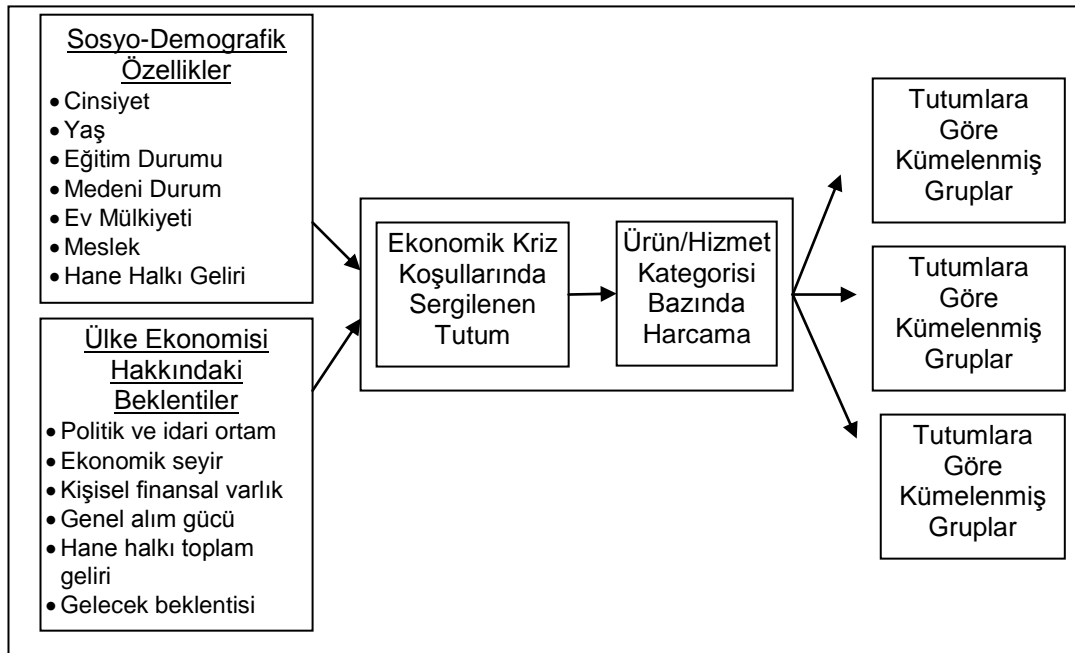 Sosyo-Demografik
Özellikler
• Cinsiyet
• Yaş
• Eğitim Durumu
• Medeni Durum
• Ev Mülkiyeti
• Meslek
• Hane Halkı Geliri
Ülke Ekonomisi
Hakkındaki
Beklentiler
• Politik ve idari ortam
• Ekonomik seyir
• Kişisel finansal varlık
• Genel alım gücü
• Hane halkı toplam
geliri
• Gelecek beklentisi
Ekonomik Kriz
Koşullarında
Sergilenen
Tutum
Ürün/Hizmet
Kategorisi
Bazında
Harcama
Tutumlara
Göre
Kümelenmiş
Gruplar
Tutumlara
Göre
Kümelenmiş
Gruplar
Tutumlara
Göre
Kümelenmiş
Gruplar